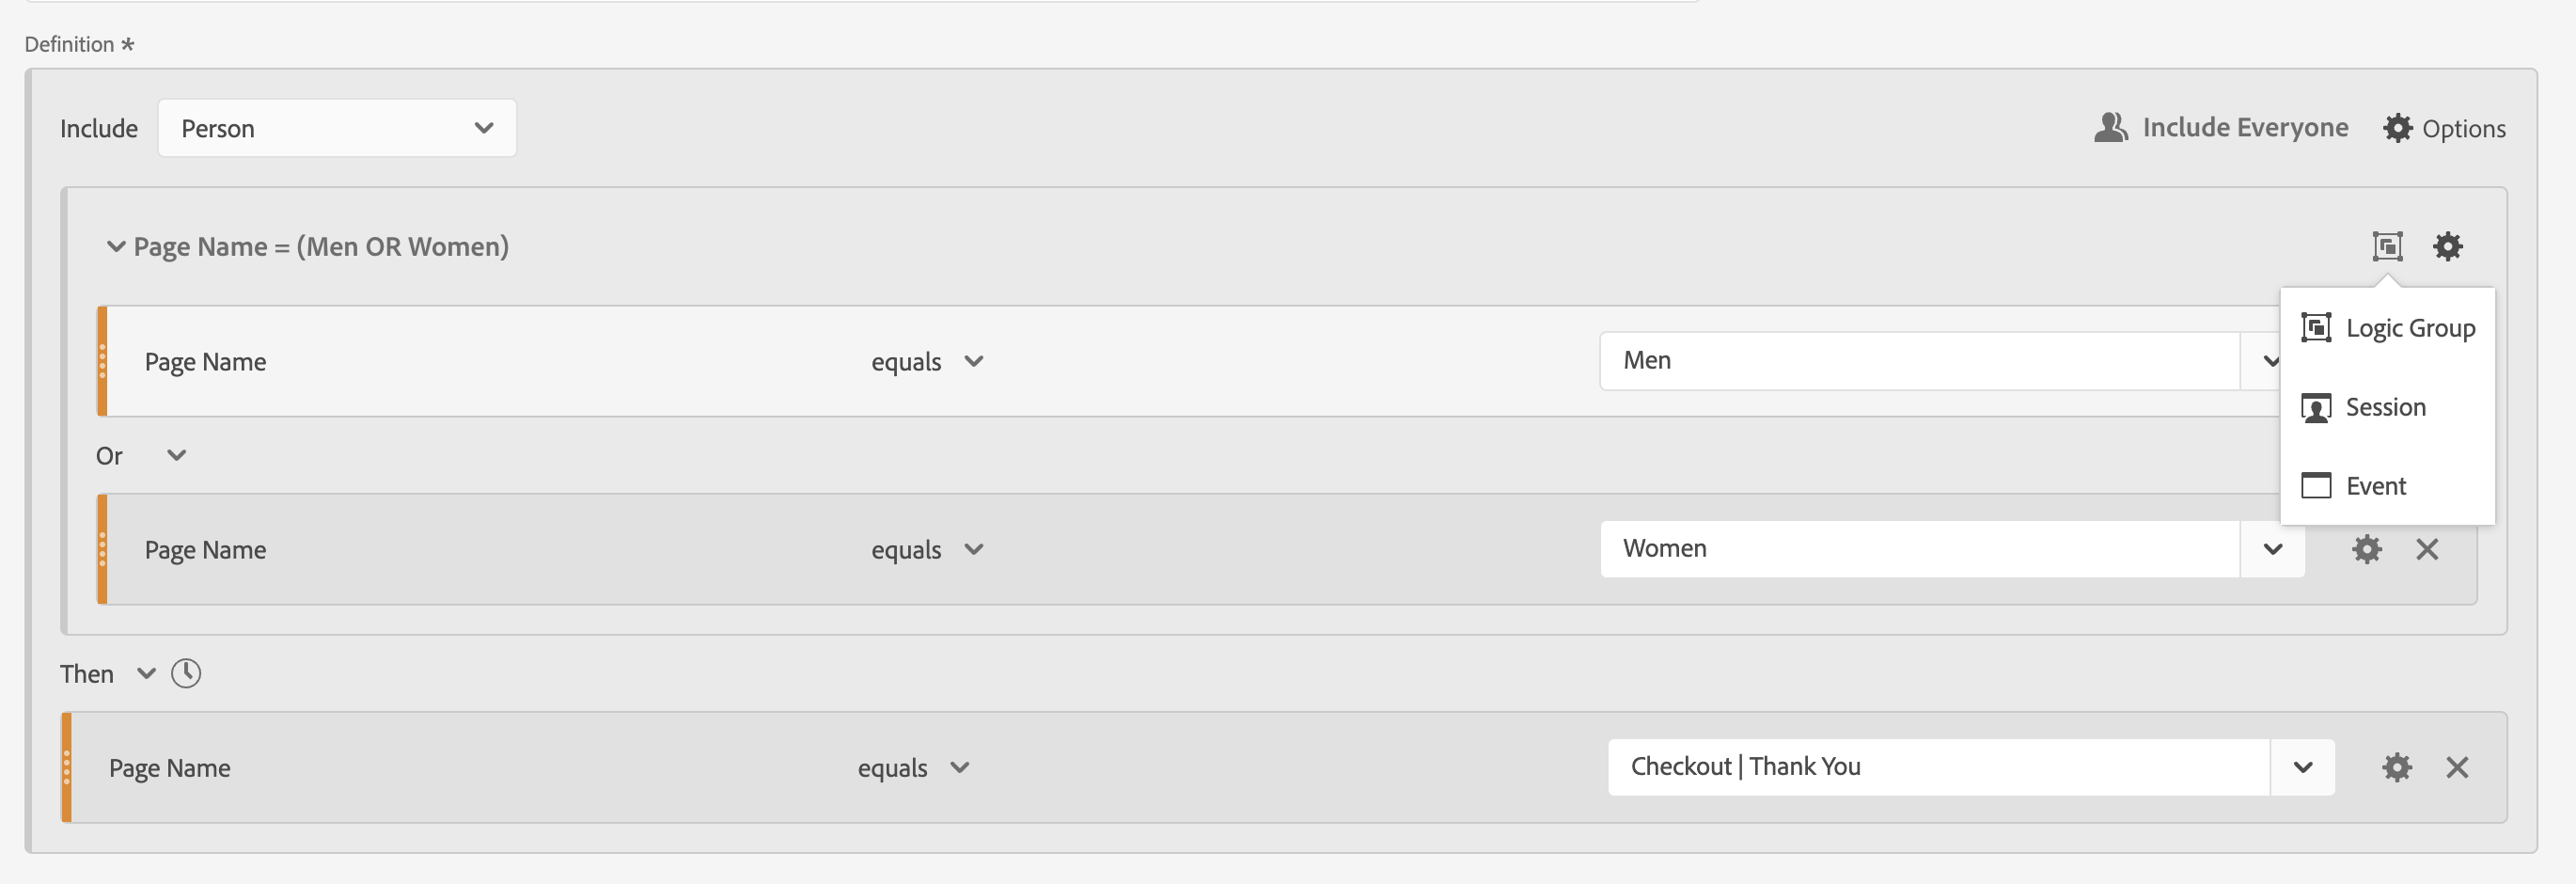 Definition *
Include Person Include Everyone Options
Page Name = (Men OR Women)
Logic Group
Page Name equals Men
Session
Or
Event
Page Name equals Women
Then
Page Name equals Checkout | Thank You